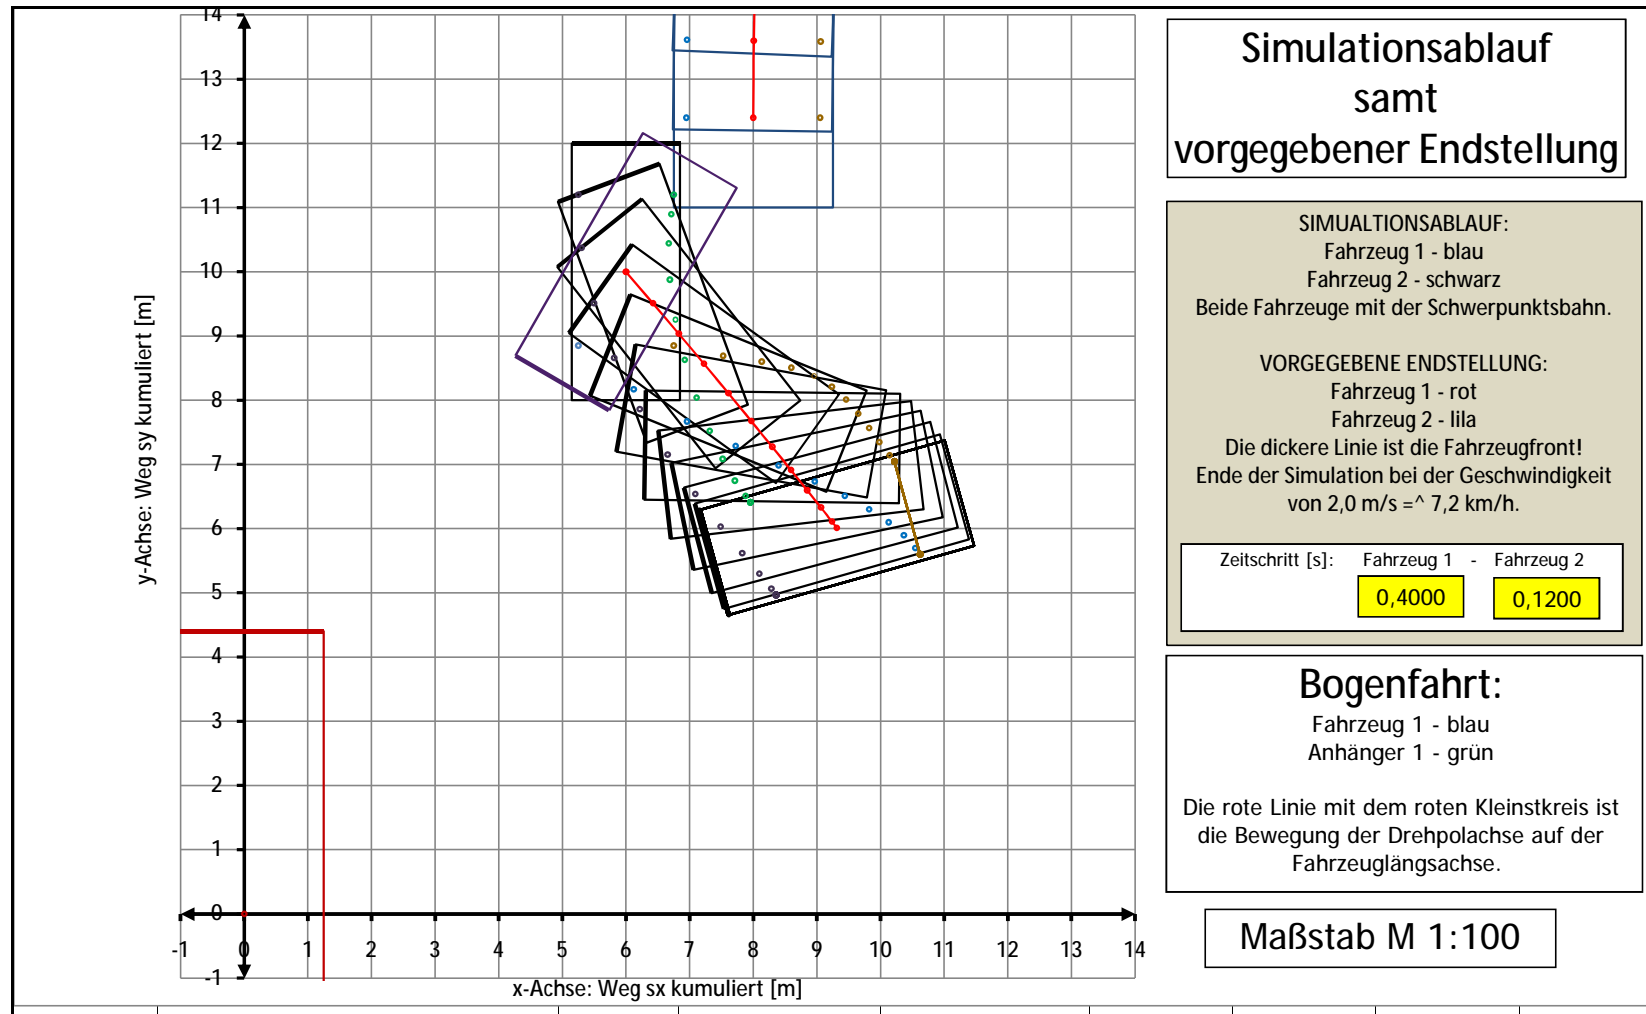 Simulationsablauf
samt
vorgegebener Endstellung
SIMUALTIONSABLAUF:
Fahrzeug 1 - blau
Fahrzeug 2 - schwarz
Beide Fahrzeuge mit der Schwerpunktsbahn.
VORGEGEBENE ENDSTELLUNG:
Fahrzeug 1 - rot
Fahrzeug 2 - lila
Die dickere Linie ist die Fahrzeugfront!
Ende der Simulation bei der Geschwindigkeit
von 2,0 m/s =^ 7,2 km/h.
Zeitschritt [s]: Fahrzeug 1 - Fahrzeug 2
0,4000 0,1200
Bogenfahrt:
Fahrzeug 1 - blau
Anhänger 1 - grün
Die rote Linie mit dem roten Kleinstkreis ist
die Bewegung der Drehpolachse auf der
Fahrzeuglängsachse.
Maßstab M 1:100
y-Achse: Weg sy kumuliert [m]
14
13
12
11
10
9
8
7
6
5
4
3
2
1
0
-1
-1 0 1 2 3 4 5 6 7 8 9 10 11 12 13 14
x-Achse: Weg sx kumuliert [m]